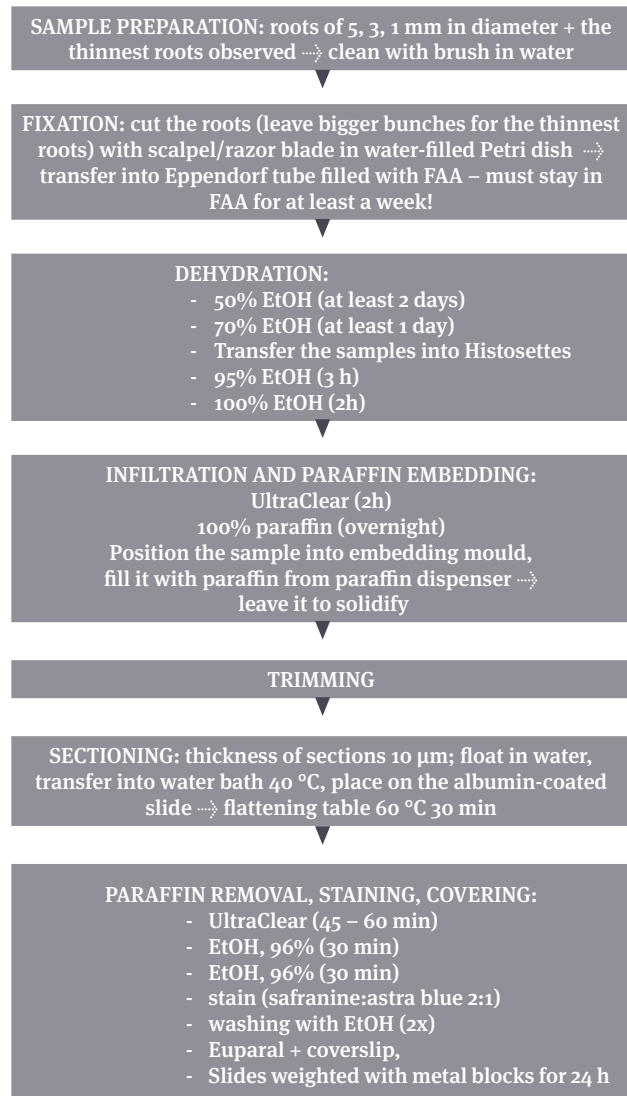 SAMPLE PREPARATION: roots of 5, 3, 1 mm in diameter + the
thinnest roots observed ⇢ clean with brush in water
FIXATION: cut the roots (leave bigger bunches for the thinnest
roots) with scalpel/razor blade in water-filled Petri dish ⇢
transfer into Eppendorf tube filled with FAA – must stay in
FAA for at least a week!
DEHYDRATION:
- 50% EtOH (at least 2 days)
- 70% EtOH (at least 1 day)
- Transfer the samples into Histosettes
- 95% EtOH (3 h)
- 100% EtOH (2h)
INFILTRATION AND PARAFFIN EMBEDDING:
UltraClear (2h)
100% paraffin (overnight)
Position the sample into embedding mould,
fill it with paraffin from paraffin dispenser ⇢
leave it to solidify
TRIMMING
SECTIONING: thickness of sections 10 µm; float in water,
transfer into water bath 40 °C, place on the albumin-coated
slide ⇢ flattening table 60 °C 30 min
PARAFFIN REMOVAL, STAINING, COVERING:
- UltraClear (45 – 60 min)
- EtOH, 96% (30 min)
- EtOH, 96% (30 min)
- stain (safranine:astra blue 2:1)
- washing with EtOH (2x)
- Euparal + coverslip,
- Slides weighted with metal blocks for 24 h